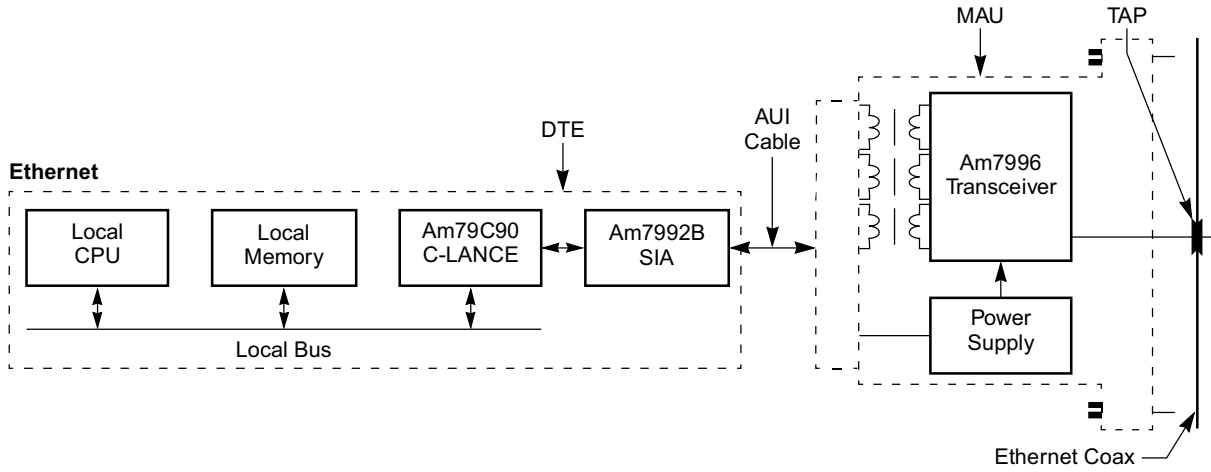 MAU
TAP
DTE
AUI
Cable
Ethernet
Local
CPU
Local
Memory
Am79C90
C-LANCE
Am7992B
SIA
Am7996
Transceiver
Power
Supply
Local Bus
Ethernet Coax